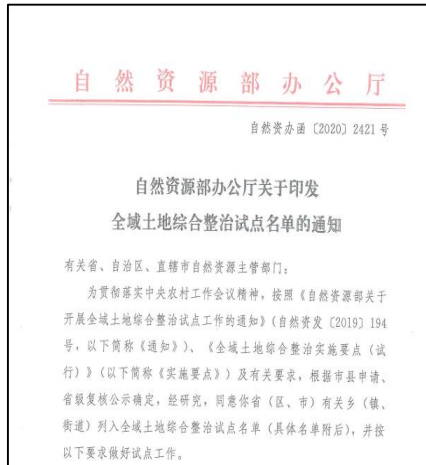 自然资源部办公厅
自然资办函〔2020〕2421号
自然资源部办公厅关于印发
全域土地综合整治试点名单的通知
有关省、自治区、直辖市自然资源主管部门：
为贯彻落实中央农村工作会议精神，按照《自然资源部关于
开展全域土地综合整治试点工作的通知》（自然资发〔2019〕194
号，以下简称《通知》）、《全域土地综合整治实施要点（试
行）》（以下简称《实施要点》）及有关要求，根据市县申请、
省级复核公示确定，经研究，同意你省（区、市）有关乡（镇、
街道）列入全域土地综合整治试点名单（具体名单附后），并按
以下要求做好试点工作。